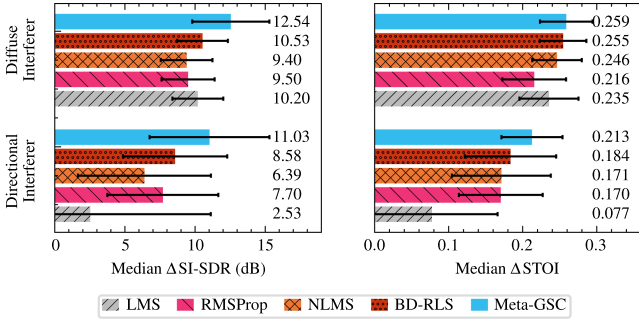 Diffuse
Interferer
12.54
10.53
9.40
9.50
10.20
0.259
0.255
0.246
0.216
0.235
Directional
Interferer
11.03
8.58
6.39
7.70
2.53
0.213
0.184
0.171
0.170
0.077
0 5 10 15
0.0 0.1 0.2 0.3
Median ΔSI-SDR (dB)
Median ΔSTOI
LMS RMSProp NLMS BD-RLS Meta-GSC